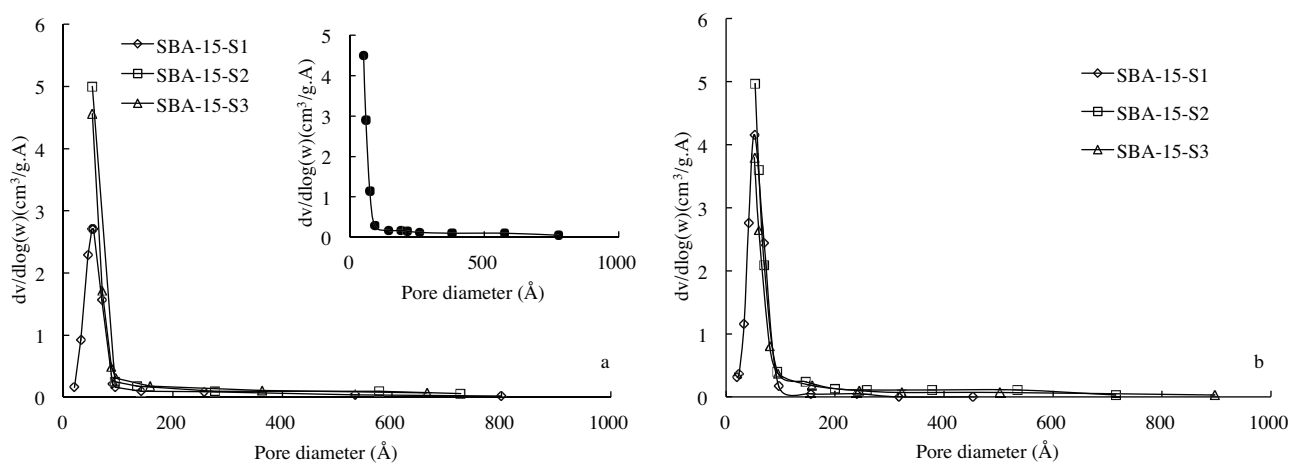 6
5
4
3
2
1
0
dv/dlog(w)(cm³/g.A)
SBA-15-S1
SBA-15-S2
SBA-15-S3
a
0
200
400
600
800
1000
Pore diameter (Å)
5
4
3
2
1
0
dv/dlog(w)(cm³/g.A)
0
500
1000
Pore diameter (Å)
6
5
4
3
2
1
0
dv/dlog(w)(cm³/g.A)
SBA-15-S1
SBA-15-S2
SBA-15-S3
b
0
200
400
600
800
1000
Pore diameter (Å)